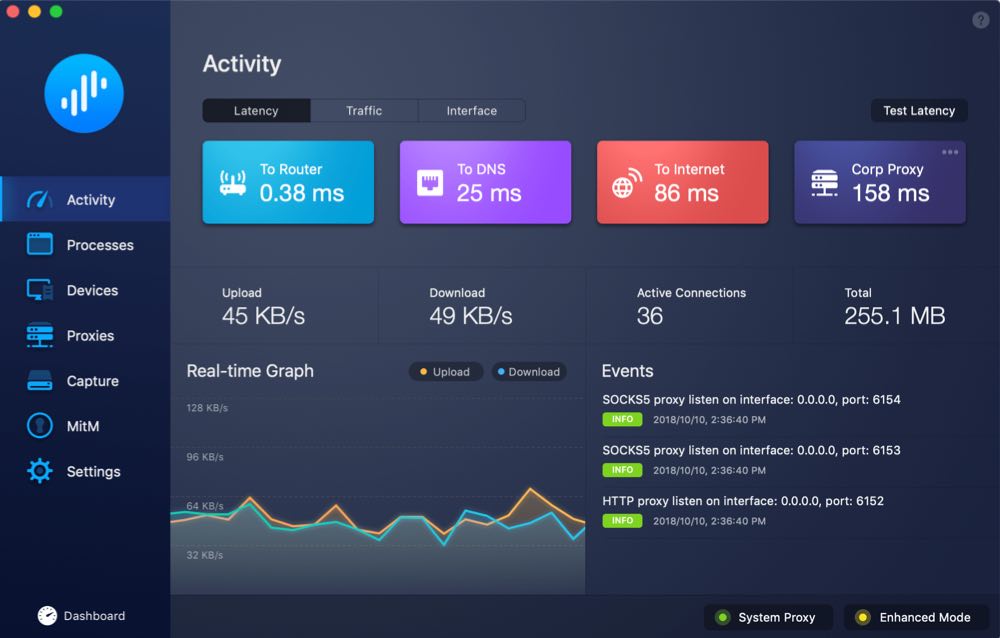 ?
Activity
Latency Traffic Interface Test Latency
To Router
0.38 ms
To DNS
25 ms
To Internet
86 ms
Corp Proxy
158 ms
Activity
Processes
Devices
Proxies
Capture
MitM
Settings
Dashboard
Upload
45 KB/s
Download
49 KB/s
Active Connections
36
Total
255.1 MB
Real-time Graph
Upload Download
128 KB/s
96 KB/s
64 KB/s
32 KB/s
Events
SOCKS5 proxy listen on interface: 0.0.0.0, port: 6154
INFO 2018/10/10, 2:36:40 PM
SOCKS5 proxy listen on interface: 0.0.0.0, port: 6153
INFO 2018/10/10, 2:36:40 PM
HTTP proxy listen on interface: 0.0.0.0, port: 6152
INFO 2018/10/10, 2:36:40 PM
System Proxy Enhanced Mode